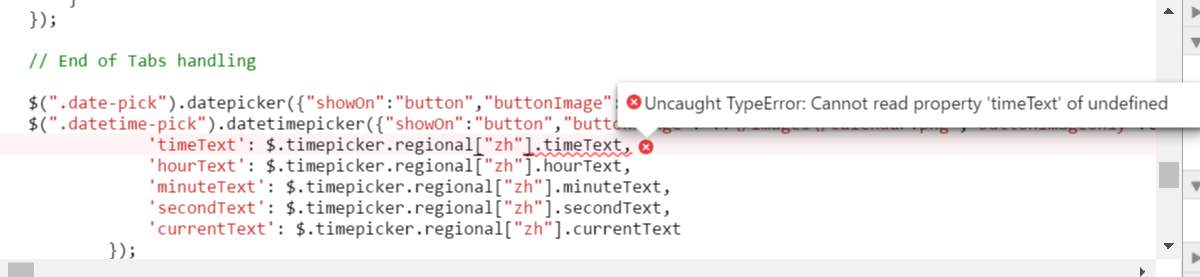 }
});
// End of Tabs handling
$(".date-pick").datepicker({"showOn":"button","buttonImage":
Uncaught TypeError: Cannot read property 'timeText' of undefined
$(".datetime-pick").datetimepicker({"showOn":"button","butto
'timeText': $.timepicker.regional["zh"].timeText,
'hourText': $.timepicker.regional["zh"].hourText,
'minuteText': $.timepicker.regional["zh"].minuteText,
'secondText': $.timepicker.regional["zh"].secondText,
'currentText': $.timepicker.regional["zh"].currentText
});